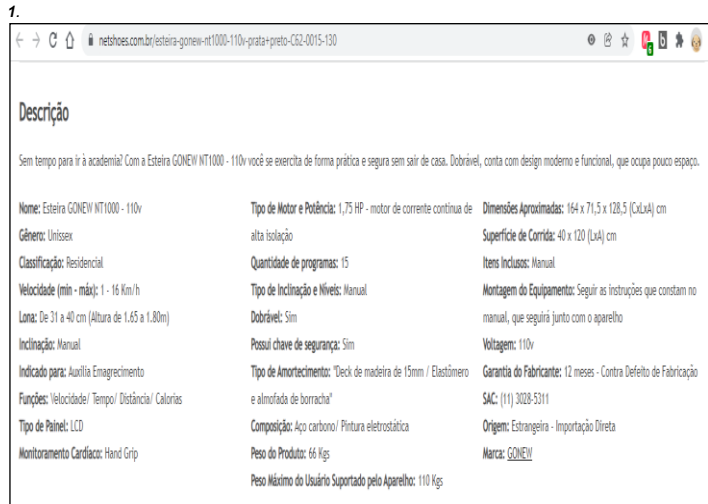 1.
netshoes.com.br/esteira-gonew-nt1000-110v-prata+preto-C62-0015-130
Descrição
Sem tempo para ir à academia? Com a Esteira GONEW NT1000 - 110v você se exercita de forma prática e segura sem sair de casa. Dobrável, conta com design moderno e funcional, que ocupa pouco espaço.
Nome: Esteira GONEW NT1000 - 110v
Gênero: Unissex
Classificação: Residencial
Velocidade (min - máx): 1 - 16 Km/h
Lona: De 31 a 40 cm (Altura de 1.65 a 1.80m)
Inclinação: Manual
Indicado para: Auxilia Emagrecimento
Funções: Velocidade/ Tempo/ Distância/ Calorias
Tipo de Painel: LCD
Monitoramento Cardíaco: Hand Grip
Tipo de Motor e Potência: 1,75 HP - motor de corrente continua de
alta isolação
Quantidade de programas: 15
Tipo de Inclinação e Níveis: Manual
Dobrável: Sim
Possui chave de segurança: Sim
Tipo de Amortecimento: "Deck de madeira de 15mm / Elastômero
e almofada de borracha"
Composição: Aço carbono/ Pintura eletrostática
Peso do Produto: 66 Kgs
Peso Máximo do Usuário Suportado pelo Aparelho: 110 Kgs
Dimensões Aproximadas: 164 x 71,5 x 128,5 (CxLxA) cm
Superfície de Corrida: 40 x 120 (LxA) cm
Itens Inclusos: Manual
Montagem do Equipamento: Seguir as instruções que constam no
manual, que seguirá junto com o aparelho
Voltagem: 110v
Garantia do Fabricante: 12 meses - Contra Defeito de Fabricação
SAC: (11) 3028-5311
Origem: Estrangeira - Importação Direta
Marca: GONEW